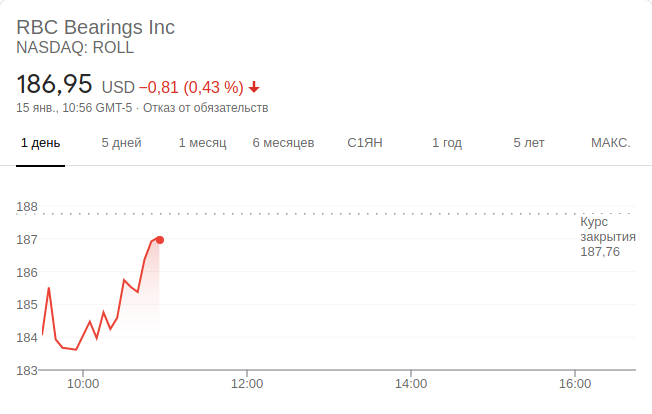 RBC Bearings Inc
NASDAQ: ROLL
186,95 USD −0,81 (0,43 %)
15 янв., 10:56 GMT-5 · Отказ от обязательств
1 день 5 дней 1 месяц 6 месяцев С1ЯН 1 год 5 лет МАКС.
188
Курс
закрытия
187,76
187
186
185
184
183
10:00 12:00 14:00 16:00